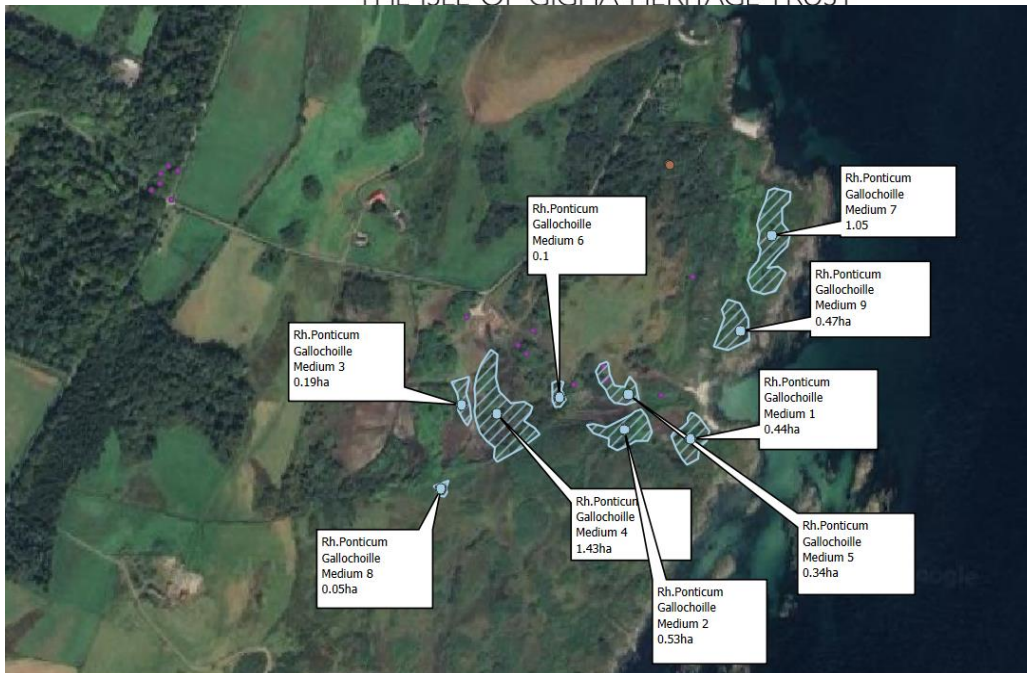 THE ISLE OF GIGHA HERITAGE TRUST
Rh.Ponticum
Gallochoille
Medium 7
1.05
Rh.Ponticum
Gallochoille
Medium 6
0.1
Rh.Ponticum
Gallochoille
Medium 9
0.47ha
Rh.Ponticum
Gallochoille
Medium 3
0.19ha
Rh.Ponticum
Gallochoille
Medium 1
0.44ha
Rh.Ponticum
Gallochoille
Medium 4
1.43ha
Rh.Ponticum
Gallochoille
Medium 5
0.34ha
Rh.Ponticum
Gallochoille
Medium 8
0.05ha
Rh.Ponticum
Gallochoille
Medium 2
0.53ha